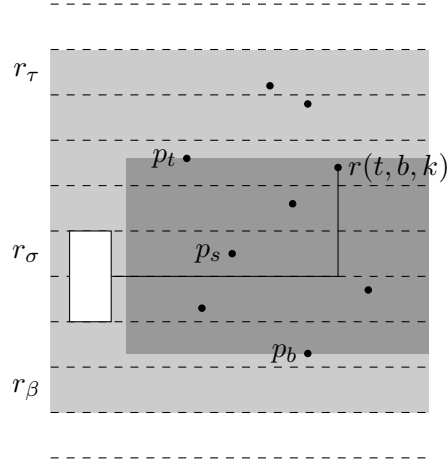 r_τ
p_t
r(t, b, k)
r_σ
p_s
p_b
r_β